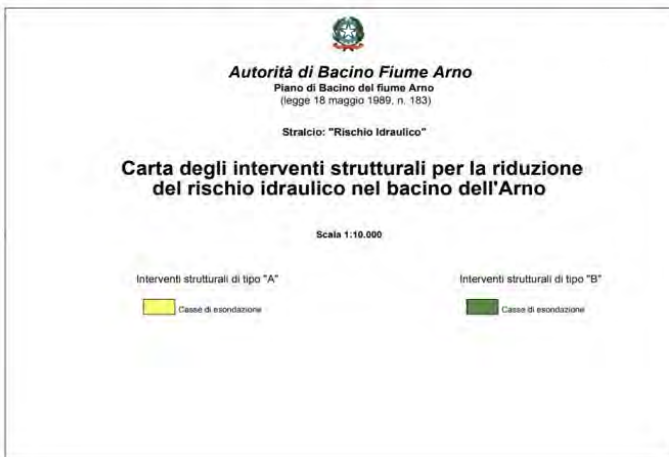 Autorità di Bacino Fiume Arno
Piano di Bacino del fiume Arno
(legge 18 maggio 1989, n. 183)
Stralcio: "Rischio Idraulico"
Carta degli interventi strutturali per la riduzione
del rischio idraulico nel bacino dell'Arno
Scala 1:10.000
Interventi strutturali di tipo "A"
Casse di esondazione
Interventi strutturali di tipo "B"
Casse di esondazione